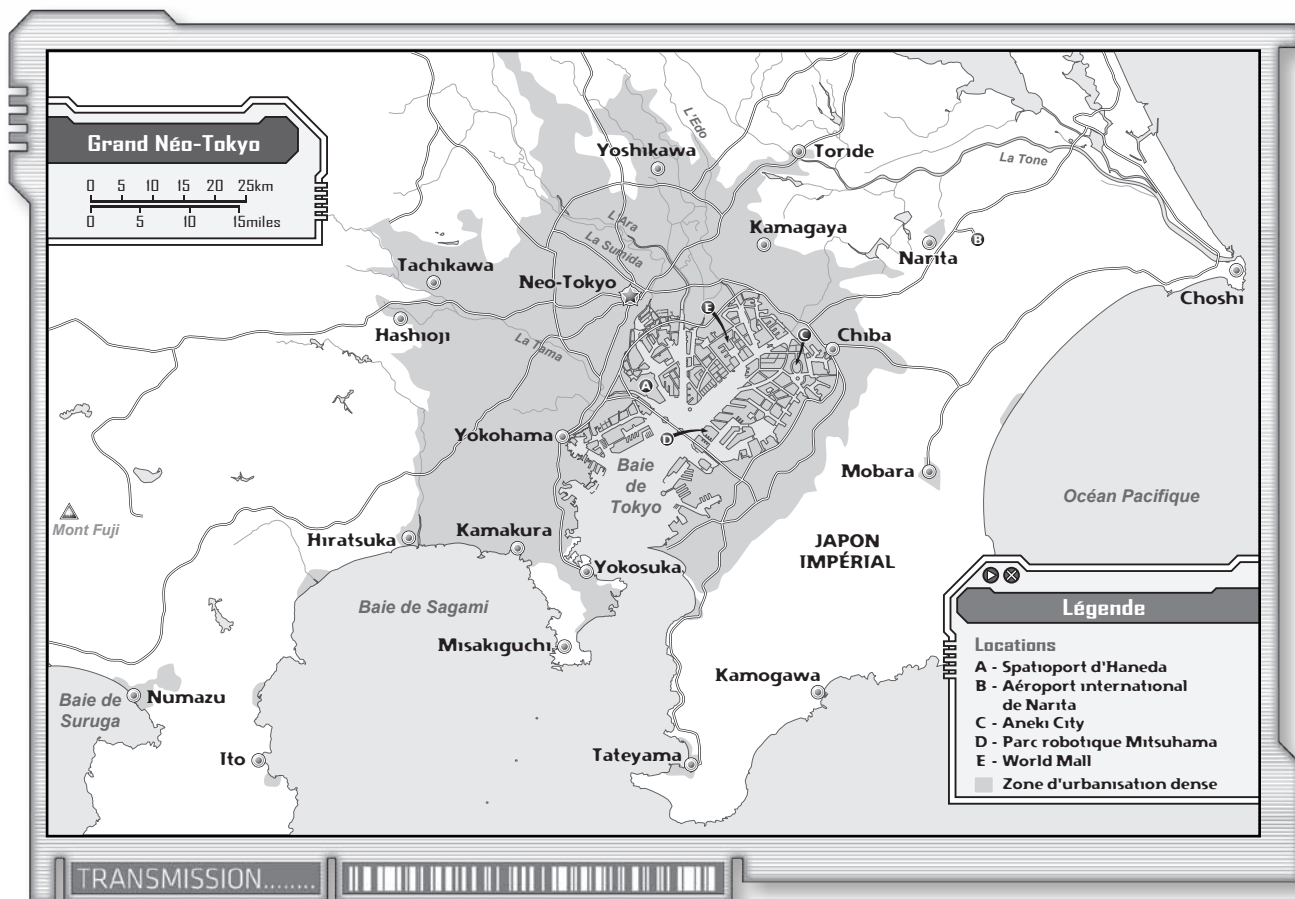 Grand Néo-Tokyo
0 5 10 15 20 25km
0 5 10 15miles
L'Edo
Yoshikawa
Toride
La Tone
L'Ara
La Sumida
Kamagaya
Narita
B
Tachikawa
Neo-Tokyo
Choshi
E
Hashioji
La Tama
C
Chiba
A
Yokohama
D
Baie
de
Tokyo
Mobara
Océan Pacifique
Mont Fuji
Hiratsuka
Kamakura
JAPON
IMPÉRIAL
Yokosuka
Baie de Sagami
Misakiguchi
Kamogawa
Baie de
Suruga
Numazu
Ito
Tateyama
Légende
Locations
A - Spatioport d'Haneda
B - Aéroport international
de Narita
C - Aneki City
D - Parc robotique Mitsuhama
E - World Mall
Zone d'urbanisation dense
TRANSMISSION........